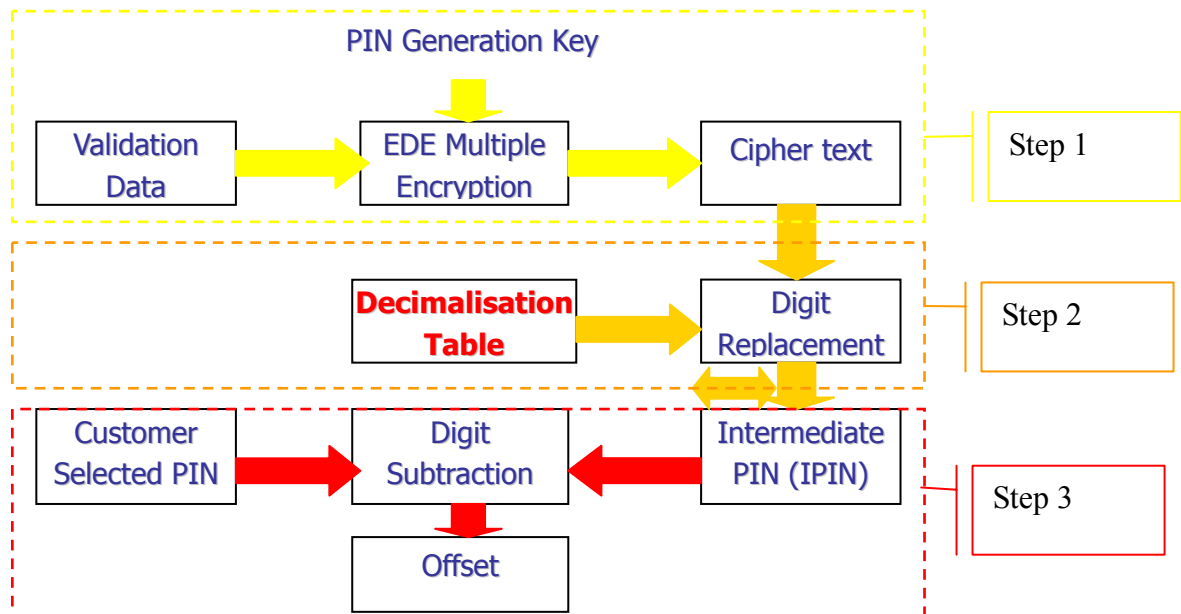 PIN Generation Key
Validation
Data
EDE Multiple
Encryption
Cipher text
Step 1
Decimalisation
Table
Digit
Replacement
Step 2
Customer
Selected PIN
Digit
Subtraction
Intermediate
PIN (IPIN)
Step 3
Offset